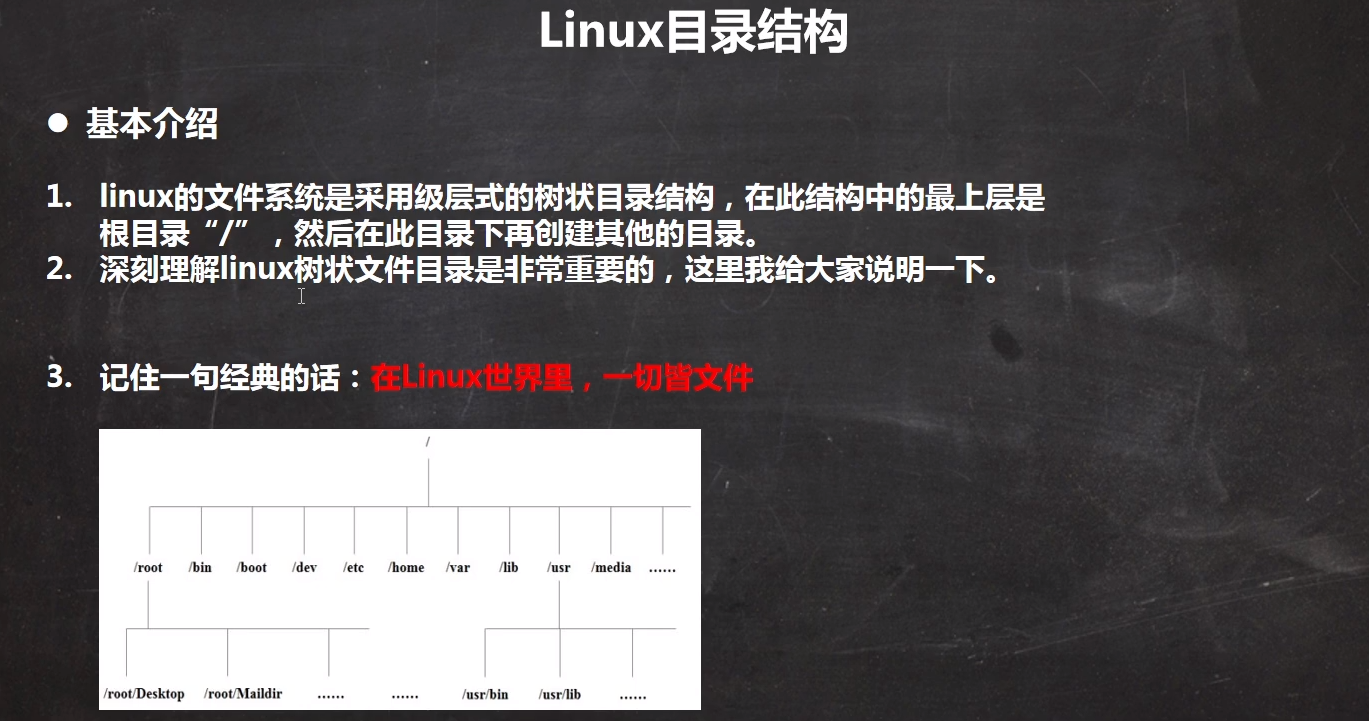 Linux目录结构
● 基本介绍
1. linux的文件系统是采用级层式的树状目录结构，在此结构中的最上层是
根目录“/”，然后在此目录下再创建其他的目录。
2. 深刻理解linux树状文件目录是非常重要的，这里我给大家说明一下。
3. 记住一句经典的话：在Linux世界里，一切皆文件
/
/root /bin /boot /dev /etc /home /var /lib /usr /media ……
/root/Desktop /root/Maildir …… …… /usr/bin /usr/lib ……